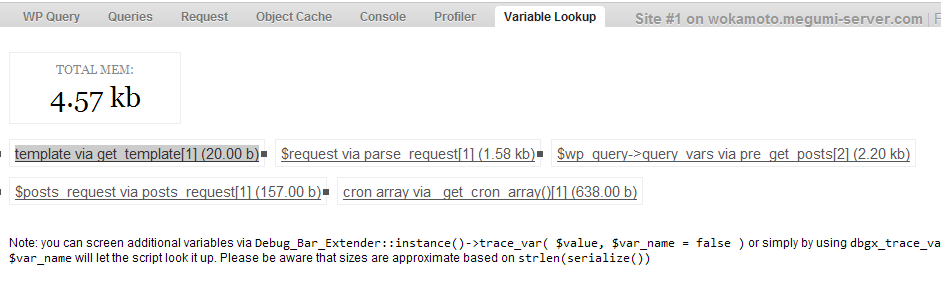 WP Query Queries Request Object Cache Console Profiler Variable Lookup Site #1 on wokamoto.megumi-server.com |
TOTAL MEM:
4.57 kb
template via get_template[1] (20.00 b) $request via parse_request[1] (1.58 kb) $wp_query->query_vars via pre_get_posts[2] (2.20 kb)
$posts_request via posts_request[1] (157.00 b) cron array via _get_cron_array()[1] (638.00 b)
Note: you can screen additional variables via Debug_Bar_Extender::instance()->trace_var( $value, $var_name = false ) or simply by using dbgx_trace_va
$var_name will let the script look it up. Please be aware that sizes are approximate based on strlen(serialize())